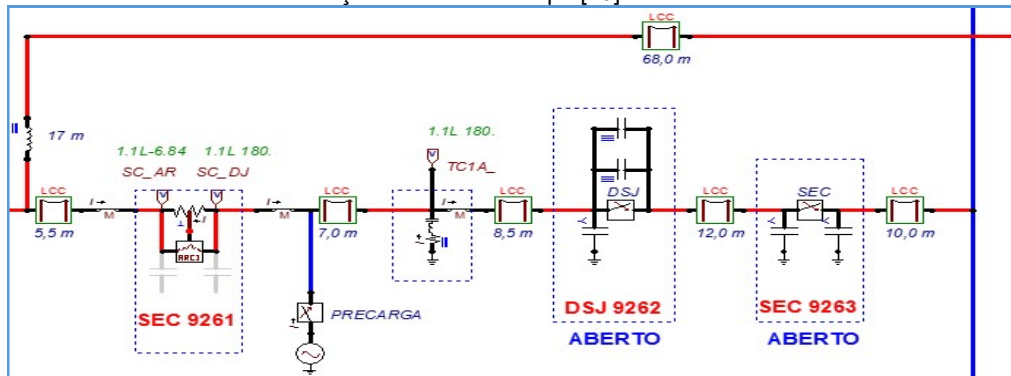 LCC
68,0 m
17 m
1.1L-6.84 1.1L 180.
SC_AR SC_DJ
1.1L 180.
TC1A_
LCC
5,5 m
I
M
I
ARC)
SEC 9261
I
M
LCC
7,0 m
PRECARGA
I
M
LCC
8,5 m
DSJ
DSJ 9262
ABERTO
LCC
12,0 m
SEC
SEC 9263
ABERTO
LCC
10,0 m